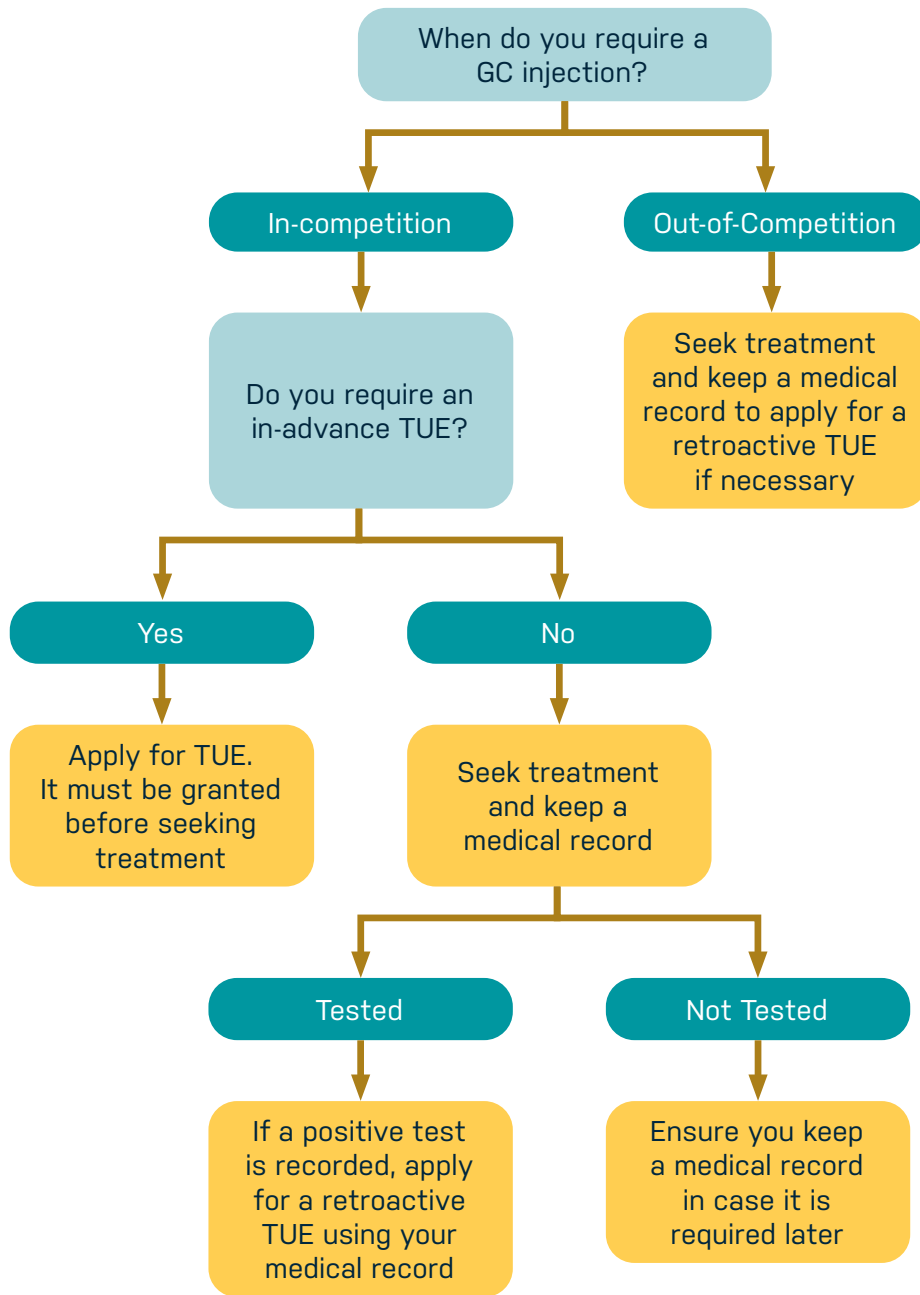 When do you require a
GC injection?
In-competition
Out-of-Competition
Do you require an
in-advance TUE?
Seek treatment
and keep a medical
record to apply for a
retroactive TUE
if necessary
Yes
No
Apply for TUE.
It must be granted
before seeking
treatment
Seek treatment
and keep a
medical record
Tested
Not Tested
If a positive test
is recorded, apply
for a retroactive
TUE using your
medical record
Ensure you keep
a medical record
in case it is
required later